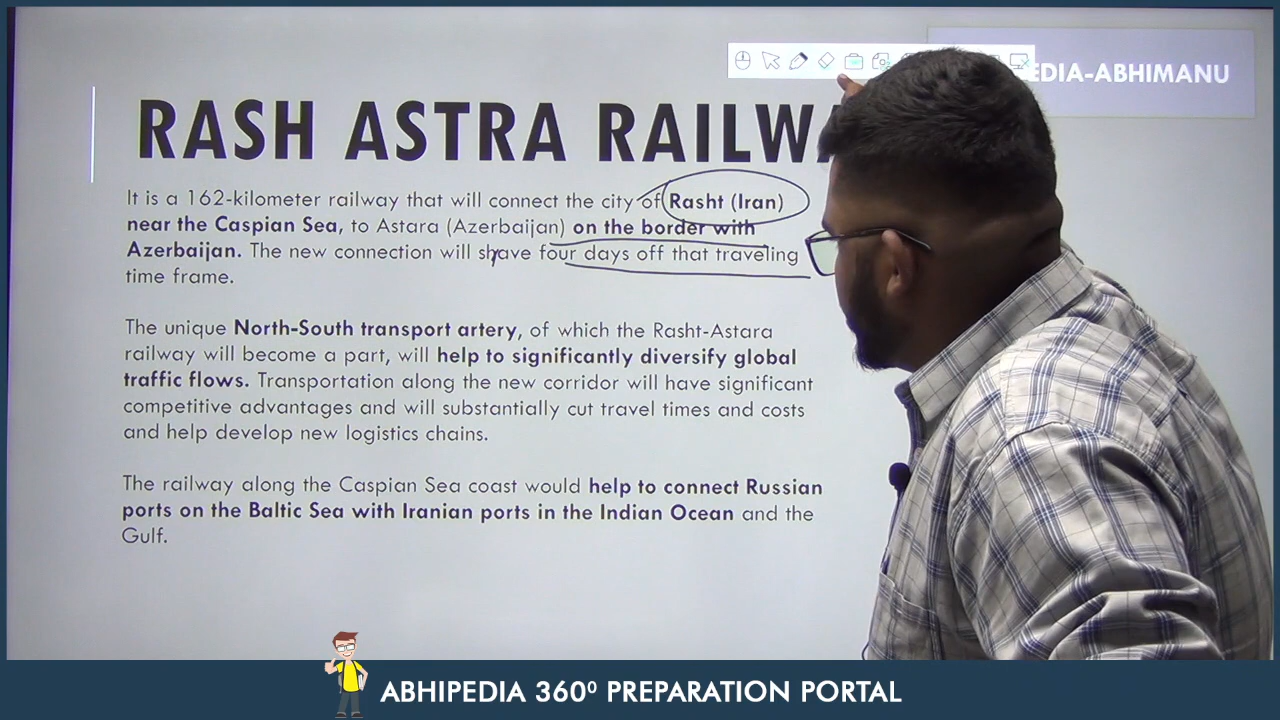 EDIA-ABHIMANU
RASH ASTRA RAILW
It is a 162-kilometer railway that will connect the city of Rasht (Iran)
near the Caspian Sea, to Astara (Azerbaijan) on the border with
Azerbaijan. The new connection will shave four days off that traveling
time frame.
The unique North-South transport artery, of which the Rasht-Astara
railway will become a part, will help to significantly diversify global
traffic flows. Transportation along the new corridor will have significant
competitive advantages and will substantially cut travel times and costs
and help develop new logistics chains.
The railway along the Caspian Sea coast would help to connect Russian
ports on the Baltic Sea with Iranian ports in the Indian Ocean and the
Gulf.
ABHIPEDIA 360⁰ PREPARATION PORTAL